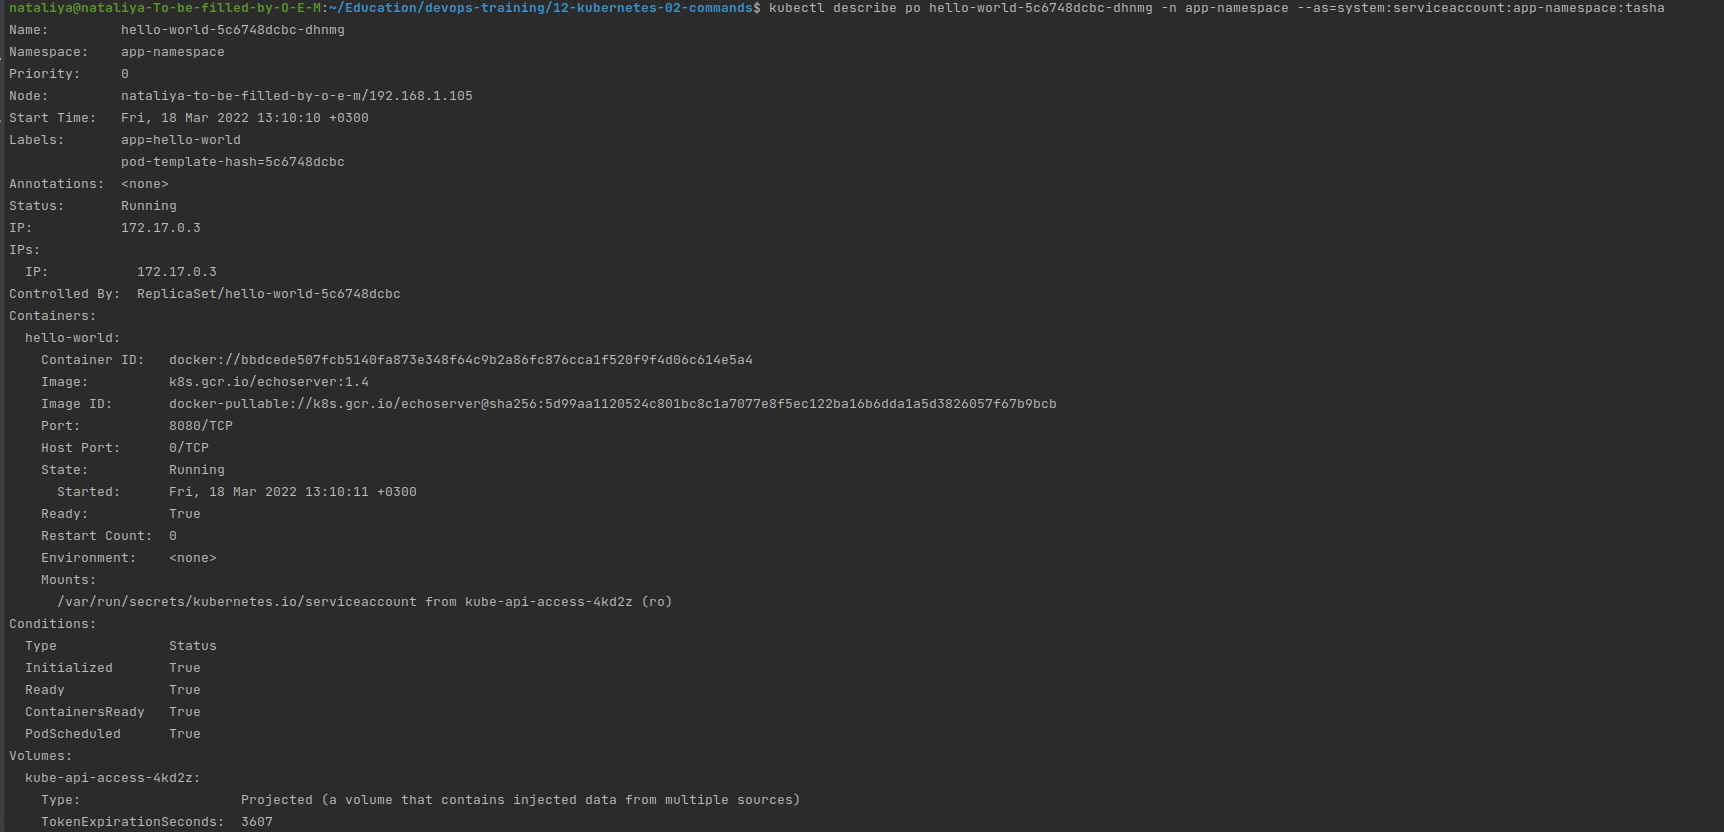 nataliya@nataliya-To-be-filled-by-O-E-M:~/Education/devops-training/12-kubernetes-02-commands$ kubectl describe po hello-world-5c6748dcbc-dhnmg -n app-namespace --as=system:serviceaccount:app-namespace:tasha
Name:         hello-world-5c6748dcbc-dhnmg
Namespace:    app-namespace
Priority:     0
Node:         nataliya-to-be-filled-by-o-e-m/192.168.1.105
Start Time:   Fri, 18 Mar 2022 13:10:10 +0300
Labels:       app=hello-world
              pod-template-hash=5c6748dcbc
Annotations:  <none>
Status:       Running
IP:           172.17.0.3
IPs:
  IP:           172.17.0.3
Controlled By:  ReplicaSet/hello-world-5c6748dcbc
Containers:
  hello-world:
    Container ID:   docker://bbdcede507fcb5140fa873e348f64c9b2a86fc876cca1f520f9f4d06c614e5a4
    Image:          k8s.gcr.io/echoserver:1.4
    Image ID:       docker-pullable://k8s.gcr.io/echoserver@sha256:5d99aa1120524c801bc8c1a7077e8f5ec122ba16b6dda1a5d3826057f67b9bcb
    Port:           8080/TCP
    Host Port:      0/TCP
    State:          Running
      Started:      Fri, 18 Mar 2022 13:10:11 +0300
    Ready:          True
    Restart Count:  0
    Environment:    <none>
    Mounts:
      /var/run/secrets/kubernetes.io/serviceaccount from kube-api-access-4kd2z (ro)
Conditions:
  Type              Status
  Initialized       True
  Ready             True
  ContainersReady   True
  PodScheduled      True
Volumes:
  kube-api-access-4kd2z:
    Type:                    Projected (a volume that contains injected data from multiple sources)
    TokenExpirationSeconds:  3607